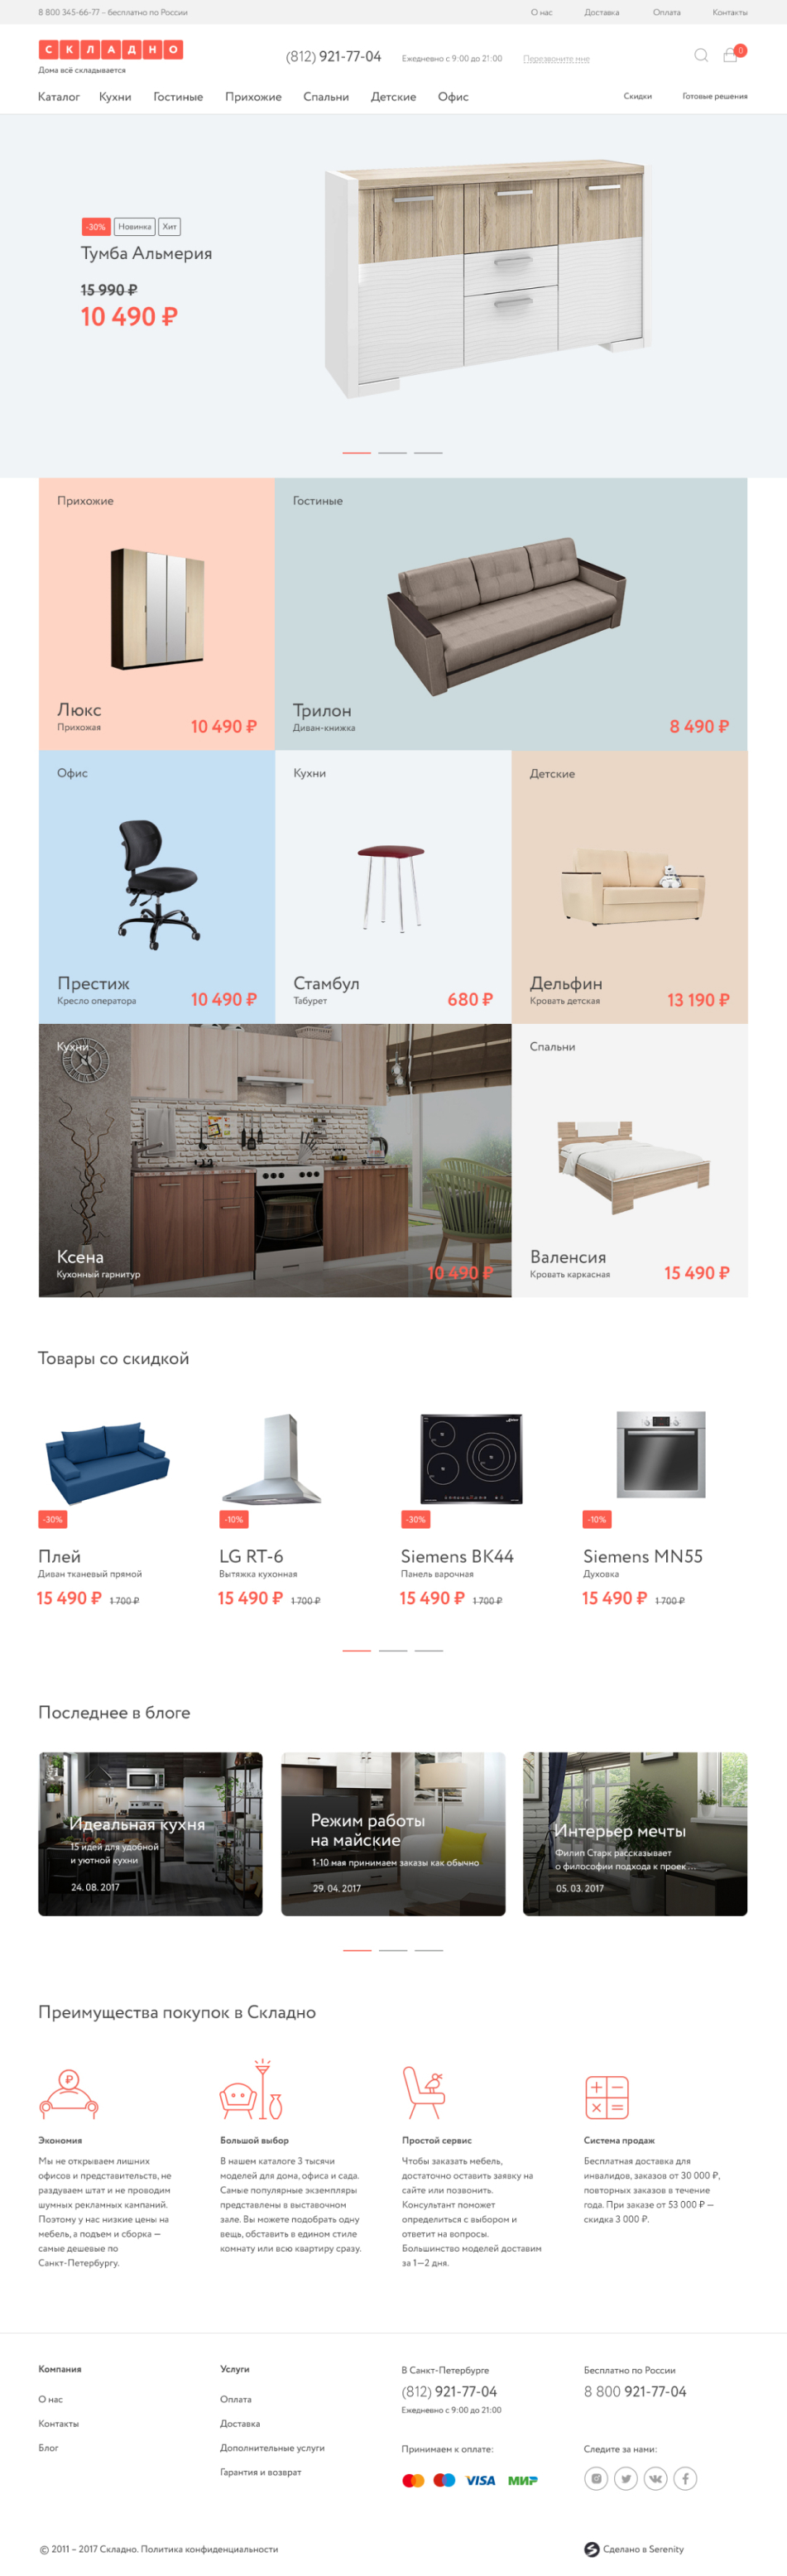 8 800 345-66-77 – бесплатно по России
О нас Доставка Оплата Контакты
СКЛАДНО
Дома всё складывается
(812) 921-77-04 Ежедневно с 9:00 до 21:00 Перезвоните мне
0
Каталог Кухни Гостиные Прихожие Спальни Детские Офис Скидки Готовые решения
-30% Новинка Хит
Тумба Альмерия
15 990 ₽
10 490 ₽
Прихожие
Люкс
Прихожая
10 490 ₽
Гостиные
Трилон
Диван-книжка
8 490 ₽
Офис
Престиж
Кресло оператора
10 490 ₽
Кухни
Стамбул
Табурет
680 ₽
Детские
Дельфин
Кровать детская
13 190 ₽
Кухни
Ксена
Кухонный гарнитур
10 490 ₽
Спальни
Валенсия
Кровать каркасная
15 490 ₽
Товары со скидкой
-30%
Плей
Диван тканевый прямой
15 490 ₽ 1 700 ₽
-10%
LG RT-6
Вытяжка кухонная
15 490 ₽ 1 700 ₽
-30%
Siemens BK44
Панель варочная
15 490 ₽ 1 700 ₽
-10%
Siemens MN55
Духовка
15 490 ₽ 1 700 ₽
Последнее в блоге
Идеальная кухня
15 идей для удобной
и уютной кухни
24. 08. 2017
Режим работы
на майские
1-10 мая принимаем заказы как обычно
29. 04. 2017
Интерьер мечты
Филип Старк рассказывает
о философии подхода к проек...
05. 03. 2017
Преимущества покупок в Складно
Экономия
Мы не открываем лишних
офисов и представительств, не
раздуваем штат и не проводим
шумных рекламных кампаний.
Поэтому у нас низкие цены на
мебель, а подъем и сборка —
самые дешевые по
Санкт-Петербургу.
Большой выбор
В нашем каталоге 3 тысячи
моделей для дома, офиса и сада.
Самые популярные экземпляры
представлены в выставочном
зале. Вы можете подобрать одну
вещь, обставить в едином стиле
комнату или всю квартиру сразу.
Простой сервис
Чтобы заказать мебель,
достаточно оставить заявку на
сайте или позвонить.
Консультант поможет
определиться с выбором и
ответит на вопросы.
Большинство моделей доставим
за 1—2 дня.
Система продаж
Бесплатная доставка для
инвалидов, заказов от 30 000 ₽,
повторных заказов в течение
года. При заказе от 53 000 ₽ —
скидка 3 000 ₽.
Компания
О нас
Контакты
Блог
Услуги
Оплата
Доставка
Дополнительные услуги
Гарантия и возврат
В Санкт-Петербурге
(812) 921-77-04
Ежедневно с 9:00 до 21:00
Принимаем к оплате:
VISA МИР
Бесплатно по России
8 800 921-77-04
Следите за нами:
© 2011 – 2017 Складно. Политика конфиденциальности
Сделано в Serenity